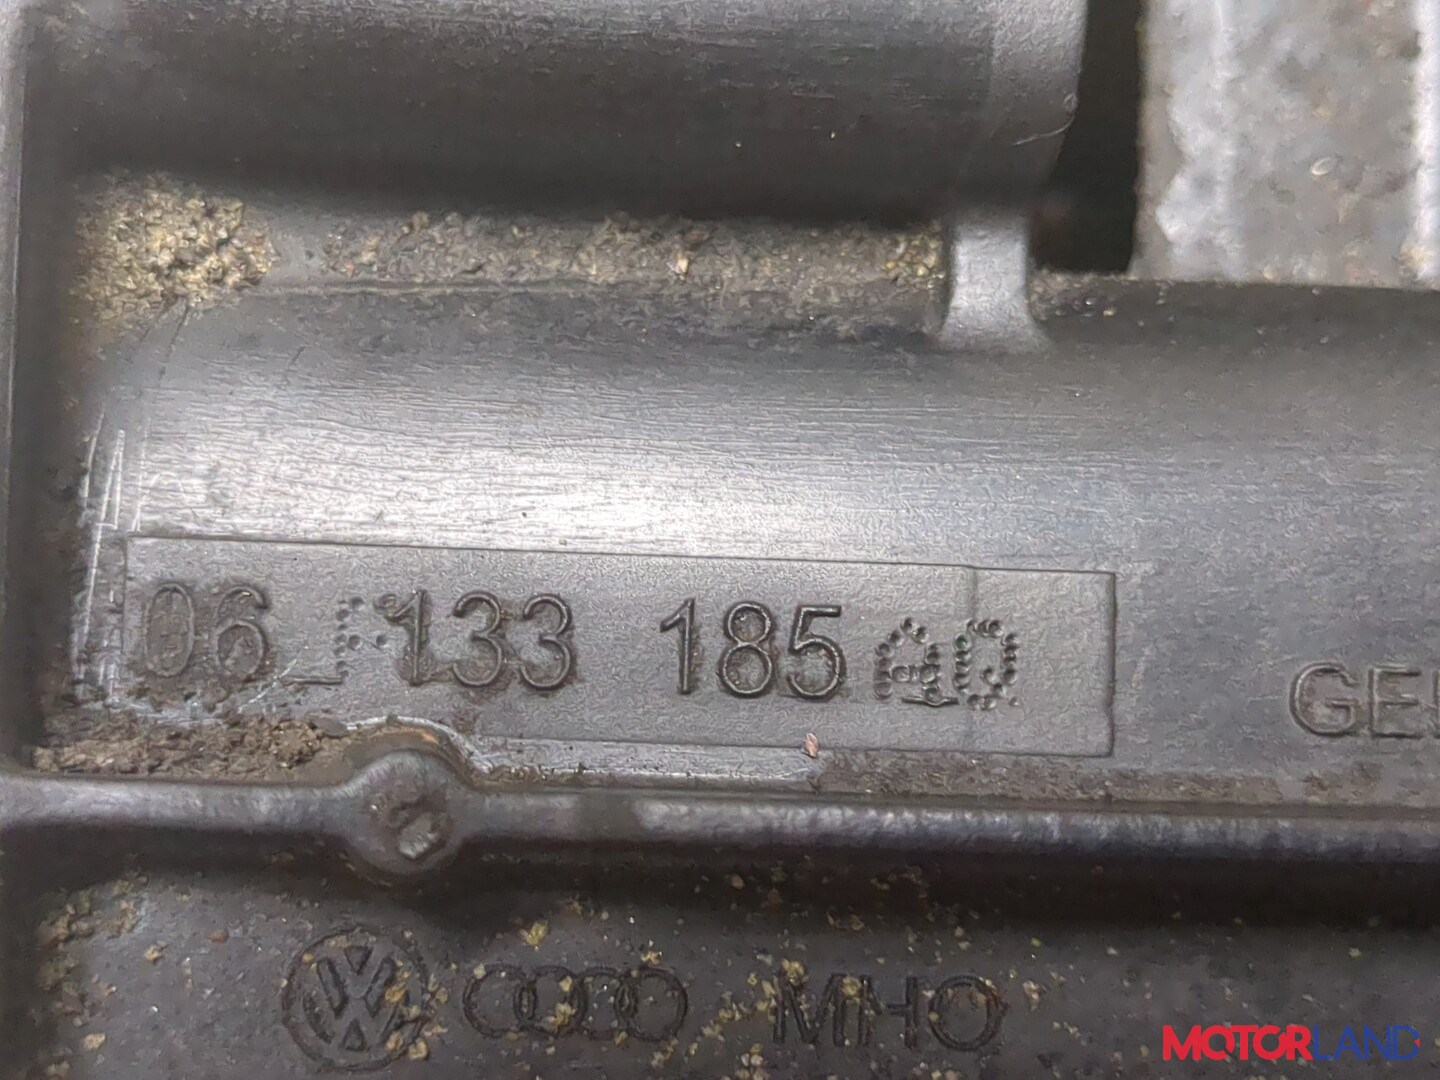 06 133 185
GE
MHO
MOTORLAND